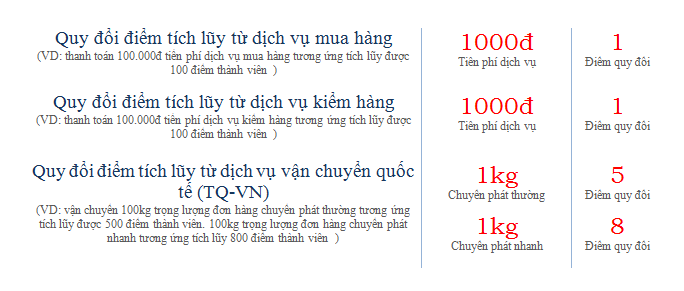 Quy đổi điểm tích lũy từ dịch vụ mua hàng
(VD: thanh toán 100.000đ tiền phí dịch vụ mua hàng tương ứng tích lũy được
100 điểm thành viên )
1000đ
Tiền phí dịch vụ
1
Điểm quy đổi
Quy đổi điểm tích lũy từ dịch vụ kiểm hàng
(VD: thanh toán 100.000đ tiền phí dịch vụ kiểm hàng tương ứng tích lũy được
100 điểm thành viên )
1000đ
Tiền phí dịch vụ
1
Điểm quy đổi
Quy đổi điểm tích lũy từ dịch vụ vận chuyển quốc
tế (TQ-VN)
(VD: vận chuyển 100kg trọng lượng đơn hàng chuyển phát thường tương ứng
tích lũy được 500 điểm thành viên. 100kg trọng lượng đơn hàng chuyển phát
nhanh tương ứng tích lũy 800 điểm thành viên )
1kg
Chuyển phát thường
5
Điểm quy đổi
1kg
Chuyển phát nhanh
8
Điểm quy đổi